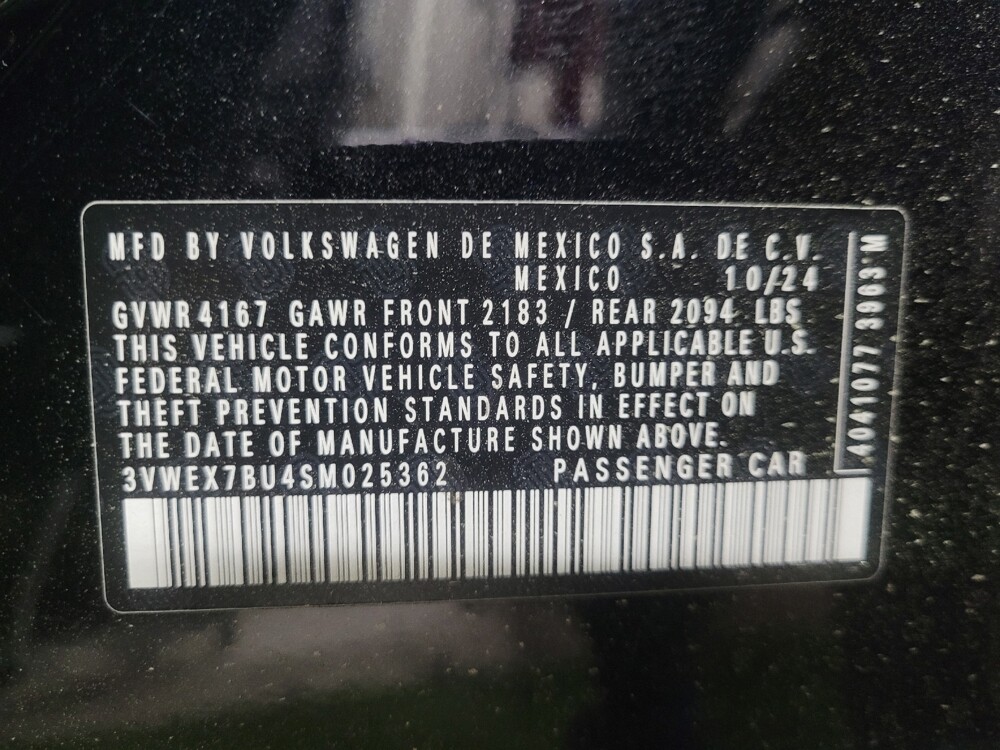 MFD BY VOLKSWAGEN DE MEXICO S.A. DE C.V.
MEXICO 10/24
GVWR 4167 GAWR FRONT 2183 / REAR 2094 LBS
THIS VEHICLE CONFORMS TO ALL APPLICABLE U.S.
FEDERAL MOTOR VEHICLE SAFETY, BUMPER AND
THEFT PREVENTION STANDARDS IN EFFECT ON
THE DATE OF MANUFACTURE SHOWN ABOVE.
3VWEX7BU4SM025362 PASSENGER CAR
4041077 3963 M